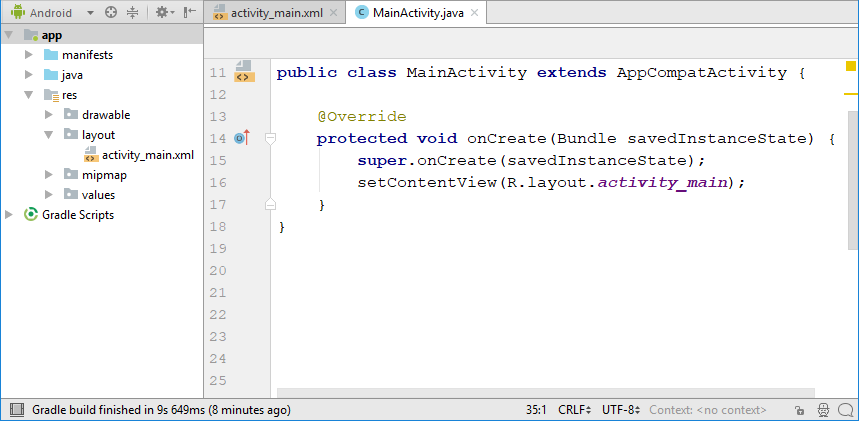 Android
activity_main.xml
MainActivity.java
app
manifests
java
res
drawable
layout
activity_main.xml
mipmap
values
Gradle Scripts
11 public class MainActivity extends AppCompatActivity {
12
13 @Override
14 protected void onCreate(Bundle savedInstanceState) {
15 super.onCreate(savedInstanceState);
16 setContentView(R.layout.activity_main);
17 }
18 }
19
20
21
22
23
24
25
Gradle build finished in 9s 649ms (8 minutes ago) 35:1 CRLF UTF-8 Context: <no context>